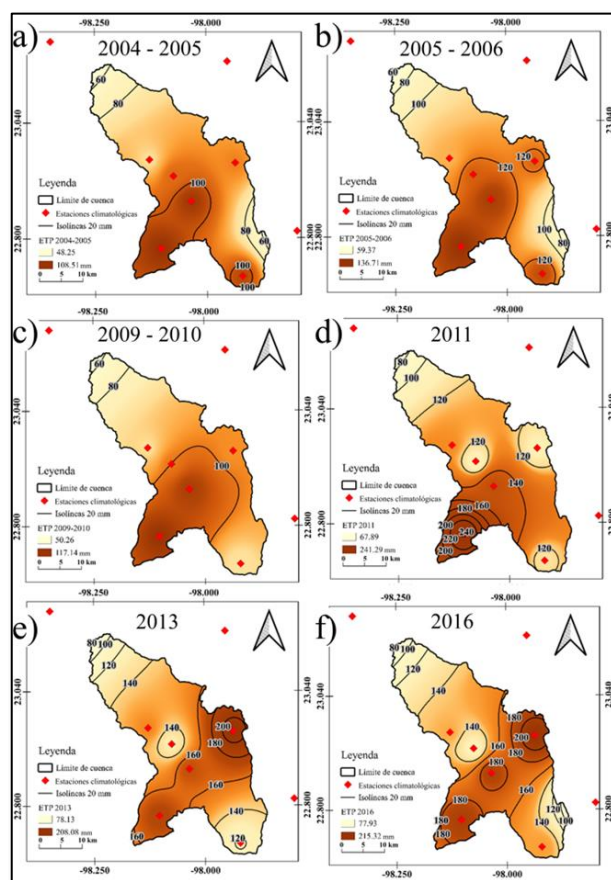 a) 2004 - 2005
-98.250 -98.000
60
80
23.040
100
80
60
22.800
100
100
Leyenda
Límite de cuenca
Estaciones climatológicas
Isolíneas 20 mm
ETP 2004-2005
48.25
108.51 mm
0 5 10 km
b) 2005 - 2006
-98.250 -98.000
60
80
100
23.040
120
120
100
80
22.800
120
Leyenda
Límite de cuenca
Estaciones climatológicas
Isolíneas 20 mm
ETP 2005-2006
59.37
136.71 mm
0 5 10 km
c) 2009 - 2010
-98.250 -98.000
60
80
23.040
100
22.800
Leyenda
Límite de cuenca
Estaciones climatológicas
Isolíneas 20 mm
ETP 2009-2010
50.26
117.14 mm
0 5 10 km
d) 2011
-98.250 -98.000
80
100
120
23.040
120
120
140
160
180
200
220
240
200
22.800
120
Leyenda
Límite de cuenca
Estaciones climatológicas
Isolíneas 20 mm
ETP 2011
67.89
241.29 mm
0 5 10 km
e) 2013
-98.250 -98.000
80
100
120
140
23.040
140
200
180
160
160
140
120
160
22.800
Leyenda
Límite de cuenca
Estaciones climatológicas
Isolíneas 20 mm
ETP 2013
78.13
208.08 mm
0 5 10 km
f) 2016
-98.250 -98.000
80
100
120
140
23.040
140
180
200
160
180
180
160
180
180
180
120
100
140
22.800
Leyenda
Límite de cuenca
Estaciones climatológicas
Isolíneas 20 mm
ETP 2016
77.93
215.32 mm
0 5 10 km